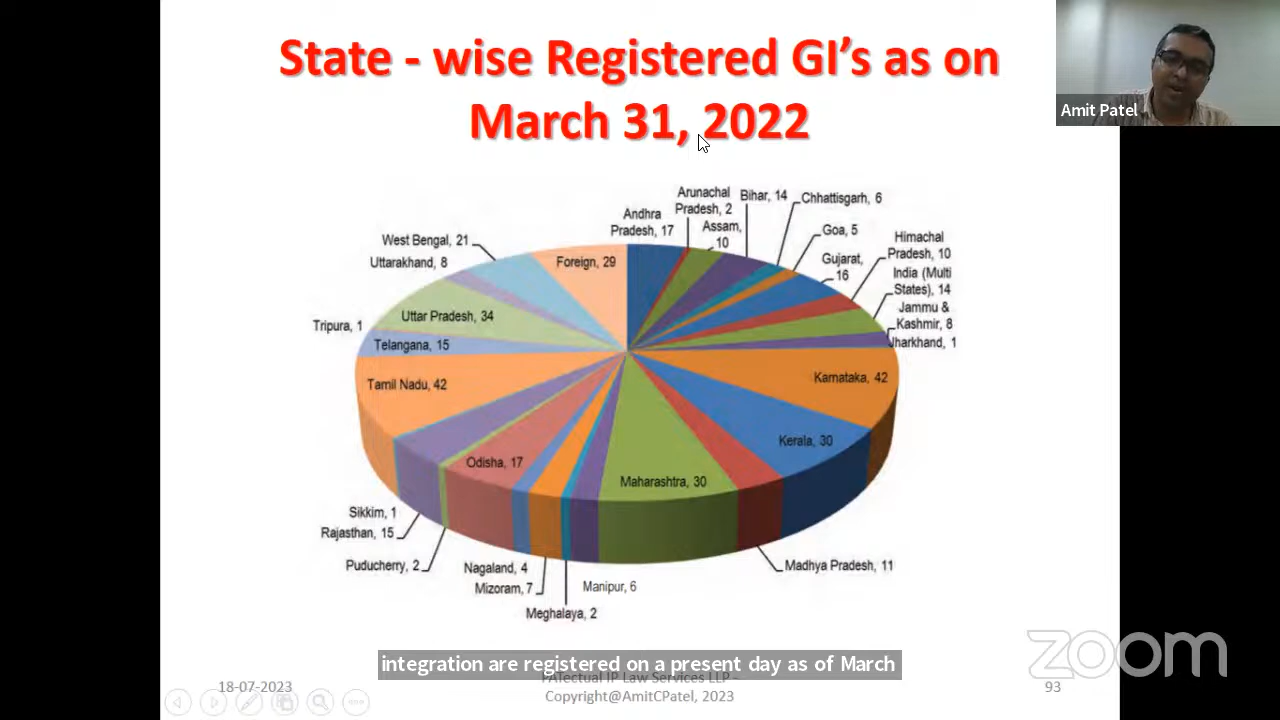 State - wise Registered GI's as on
March 31, 2022
Amit Patel
Arunachal
Pradesh, 2
Bihar, 14
Chhattisgarh, 6
Andhra
Pradesh, 17
Assam,
10
Goa, 5
Himachal
Pradesh, 10
Gujarat,
16
India (Multi
States), 14
Jammu &
Kashmir, 8
Jharkhand, 1
West Bengal, 21
Uttarakhand, 8
Foreign, 29
Uttar Pradesh, 34
Tripura, 1
Telangana, 15
Tamil Nadu, 42
Karnataka, 42
Kerala, 30
Odisha, 17
Maharashtra, 30
Sikkim, 1
Rajasthan, 15
Puducherry, 2
Nagaland, 4
Mizoram, 7
Meghalaya, 2
Manipur, 6
Madhya Pradesh, 11
integration are registered on a present day as of March
18-07-2023
PATectual IP Law Services LLP -
Copyright@AmitCPatel, 2023
93
zoom